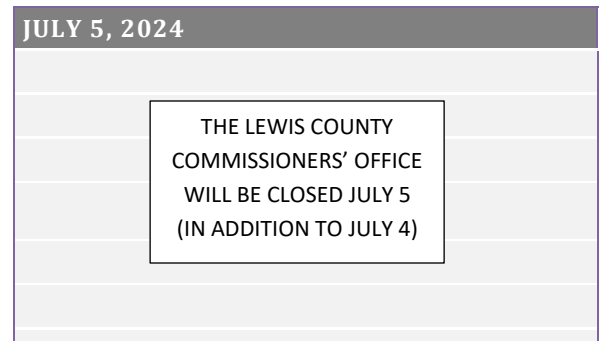 JULY 5, 2024
THE LEWIS COUNTY
COMMISSIONERS’ OFFICE
WILL BE CLOSED JULY 5
(IN ADDITION TO JULY 4)